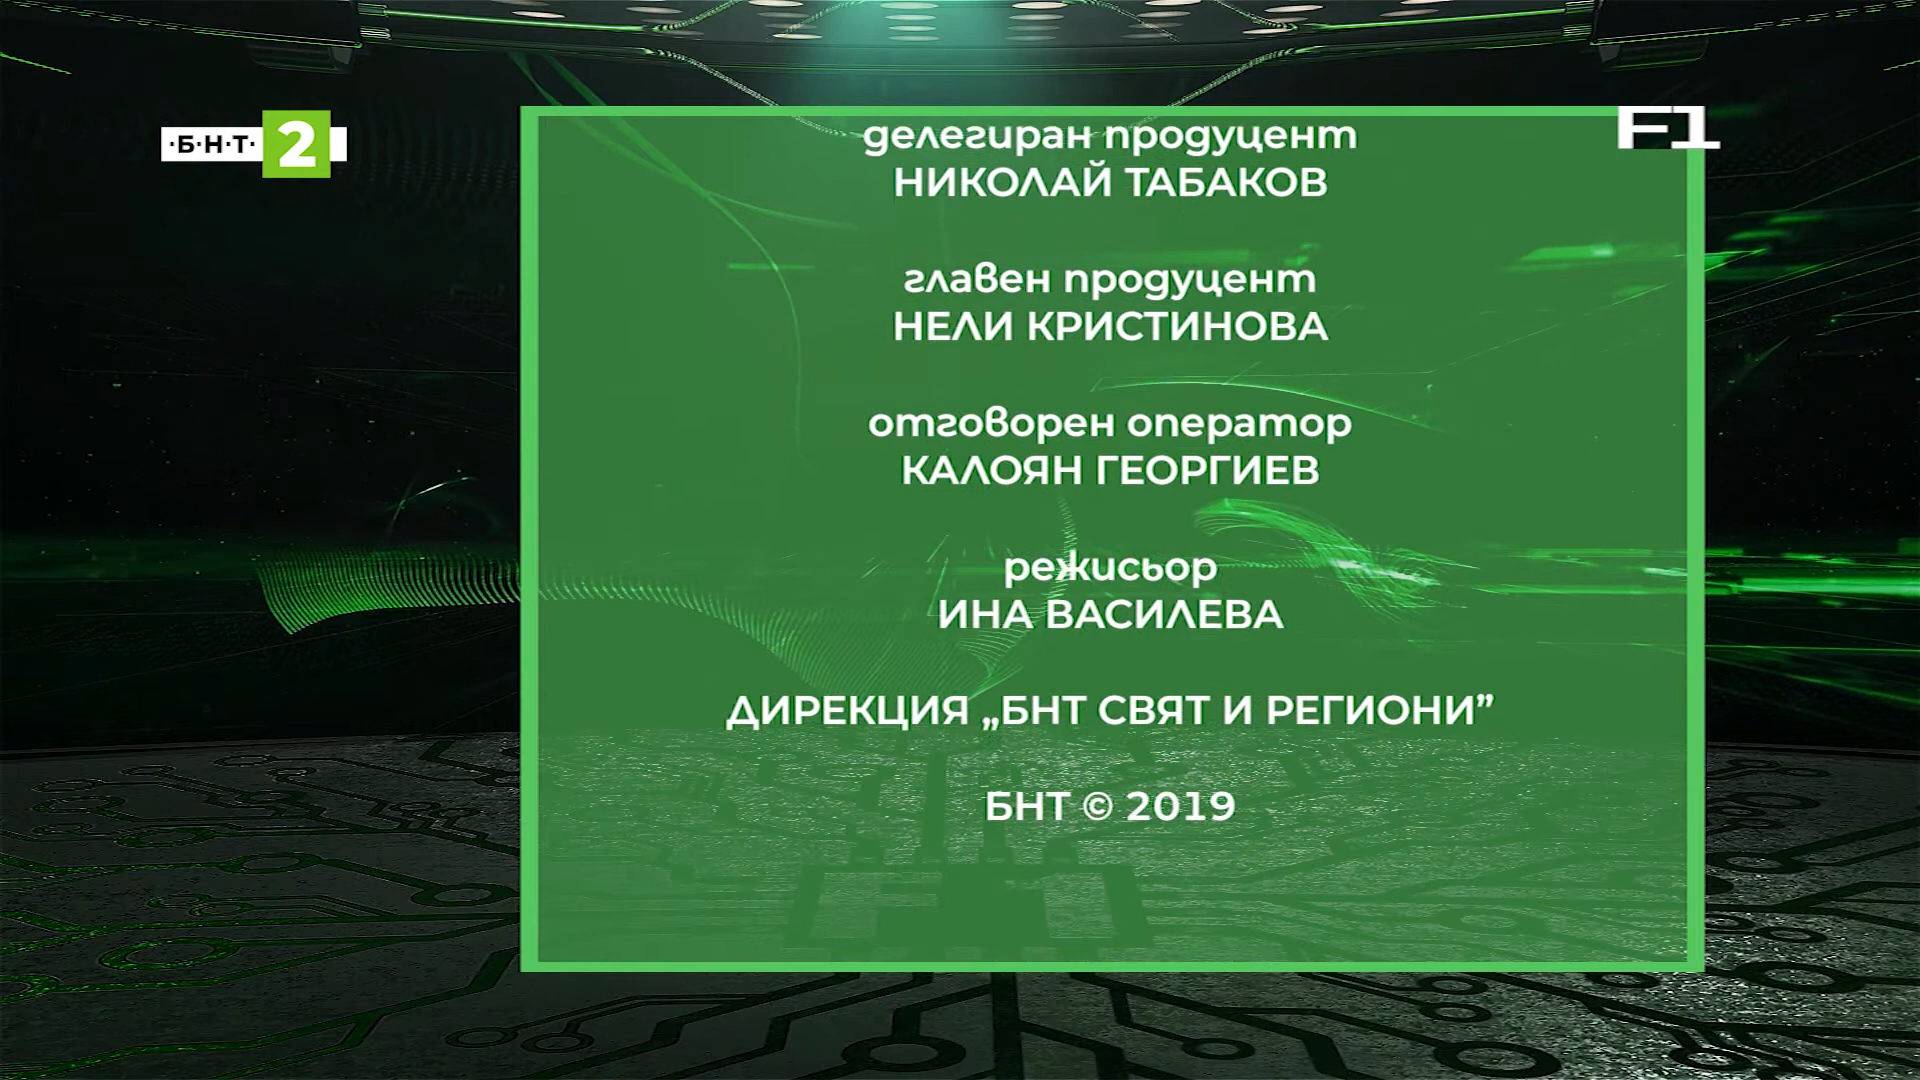 ·Б·Н·Т· 2
F1
делегиран продуцент
НИКОЛАЙ ТАБАКОВ
главен продуцент
НЕЛИ КРИСТИНОВА
отговорен оператор
КАЛОЯН ГЕОРГИЕВ
режисьор
ИНА ВАСИЛЕВА
ДИРЕКЦИЯ „БНТ СВЯТ И РЕГИОНИ”
БНТ © 2019